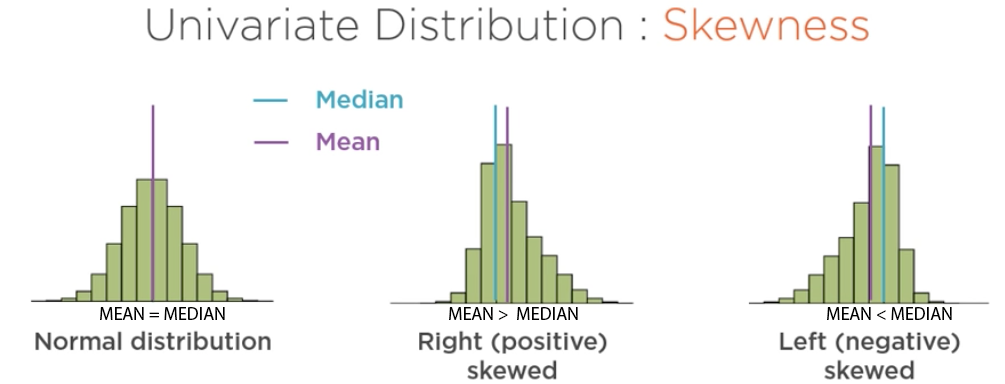 Univariate Distribution : Skewness
Median
Mean
MEAN = MEDIAN
Normal distribution
MEAN > MEDIAN
Right (positive)
skewed
MEAN < MEDIAN
Left (negative)
skewed